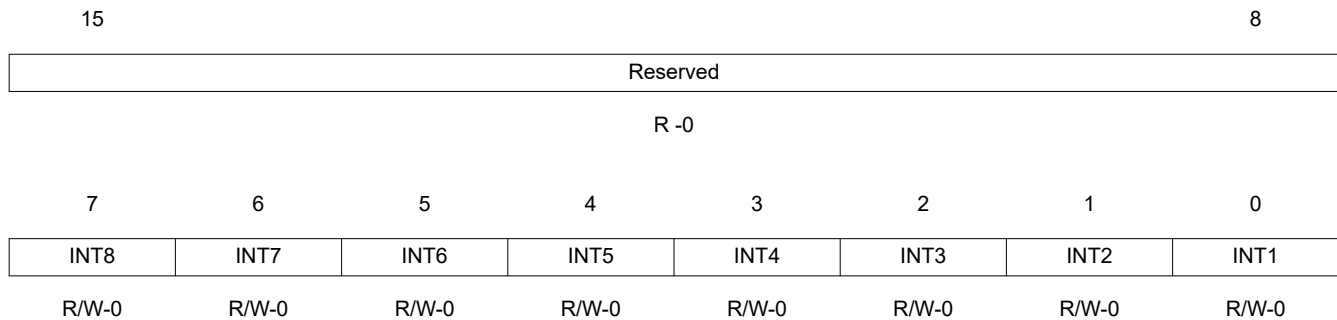 15 8
Reserved
R -0
7 6 5 4 3 2 1 0
INT8 INT7 INT6 INT5 INT4 INT3 INT2 INT1
R/W-0 R/W-0 R/W-0 R/W-0 R/W-0 R/W-0 R/W-0 R/W-0